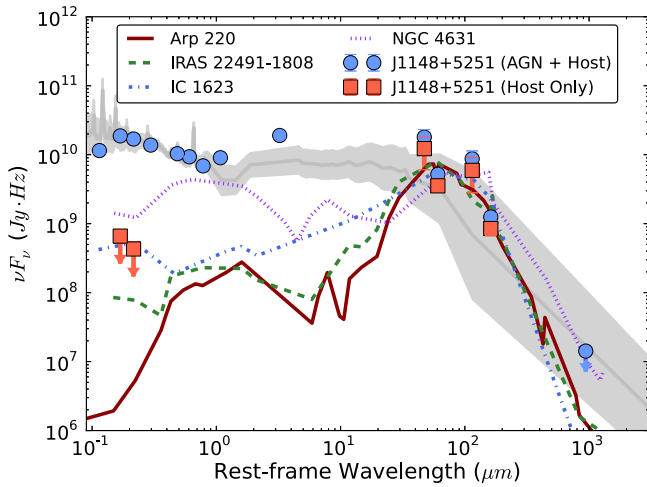 Arp 220
IRAS 22491-1808
IC 1623
NGC 4631
J1148+5251 (AGN + Host)
J1148+5251 (Host Only)
10^12
10^11
10^10
10^9
10^8
10^7
10^6
νF_ν (Jy·Hz)
10^-1
10^0
10^1
10^2
10^3
Rest-frame Wavelength (μm)